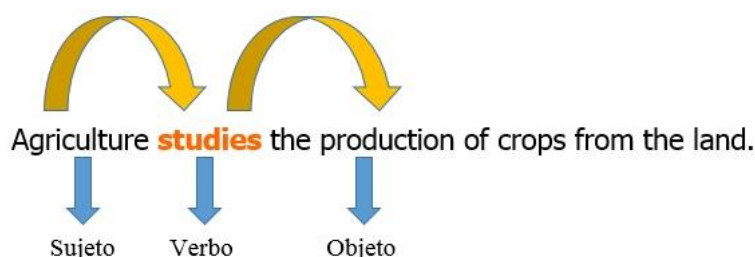 Agriculture studies the production of crops from the land.
Sujeto Verbo Objeto